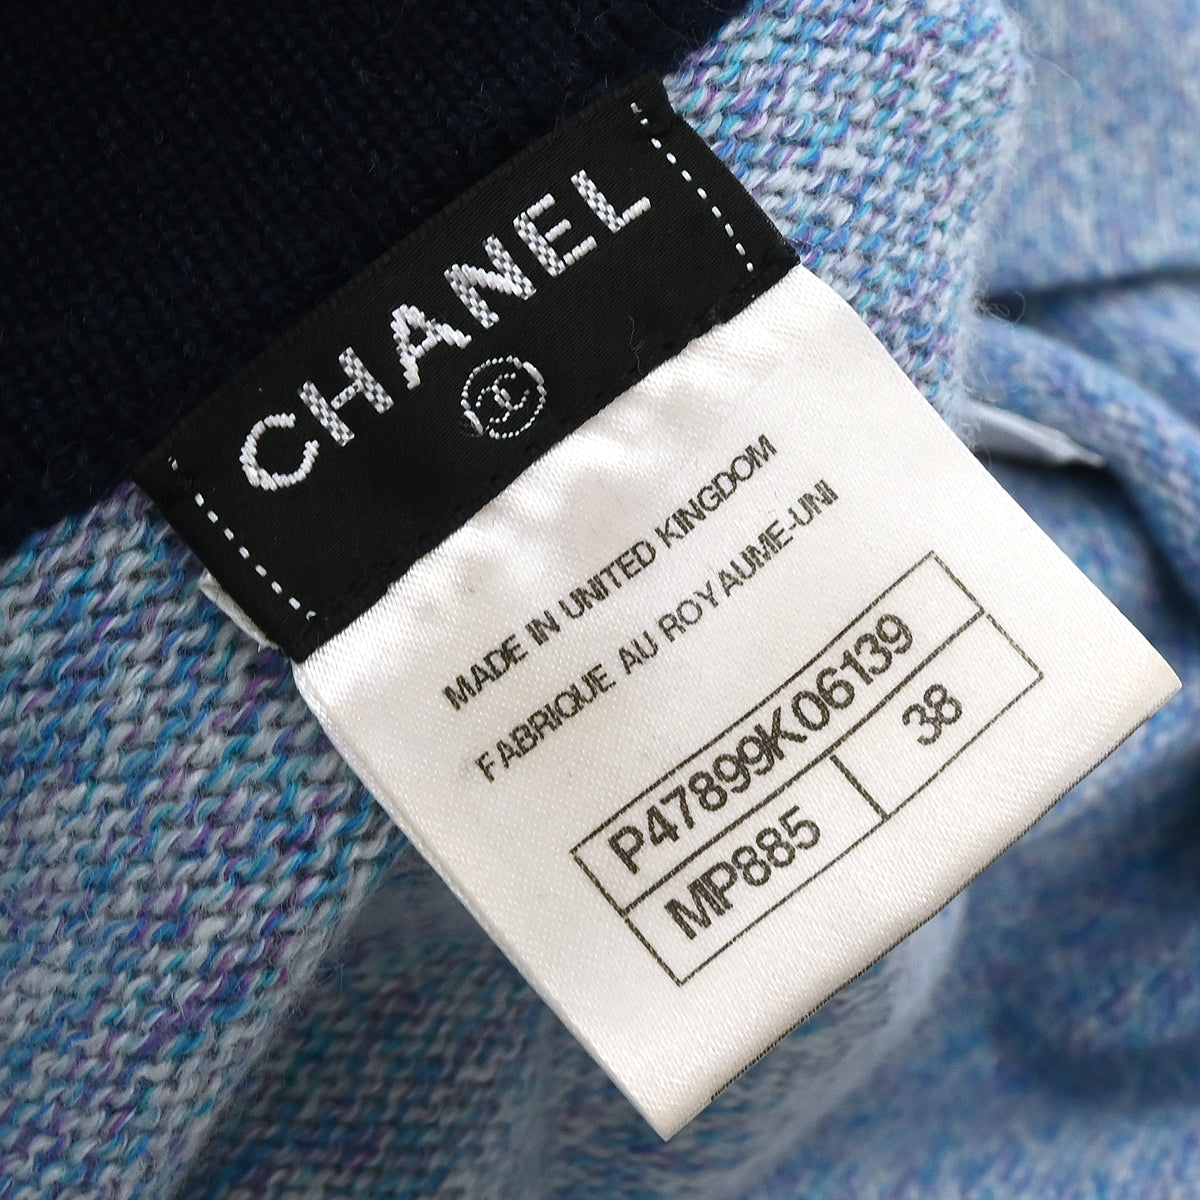 CHANEL
MADE IN UNITED KINGDOM
FABRIQUE AU ROYAUME-UNI
P47899K06139
MP885 38